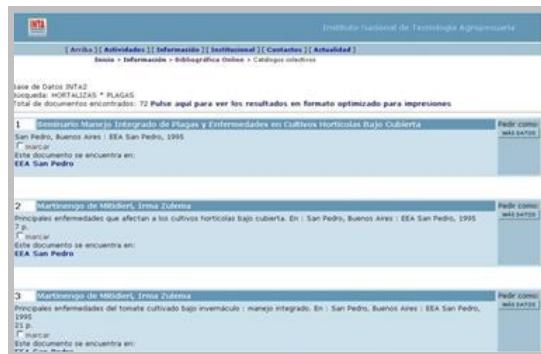 INTA
Instituto Nacional de Tecnología Agropecuaria
[ Arriba ] [ Actividades ] [ Información ] [ Institucional ] [ Contactos ] [ Actualidad ]
Inicio > Información > Bibliográfica Online > Catálogos colectivos
Base de Datos INTA2
Búsqueda: HORTALIZAS * PLAGAS
Total de documentos encontrados: 72 Pulse aquí para ver los resultados en formato optimizado para impresiones
1 Seminario Manejo Integrado de Plagas y Enfermedades en Cultivos Hortícolas Bajo Cubierta
Pedir como:
MÁS DATOS
San Pedro, Buenos Aires : EEA San Pedro, 1995
marcar
Este documento se encuentra en:
EEA San Pedro
2 Martinengo de Mitidieri, Irma Zulema
Pedir como:
MÁS DATOS
Principales enfermedades que afectan a los cultivos hortícolas bajo cubierta. En : San Pedro, Buenos Aires : EEA San Pedro, 1995
7 p.
marcar
Este documento se encuentra en:
EEA San Pedro
3 Martinengo de Mitidieri, Irma Zulema
Pedir como:
MÁS DATOS
Principales enfermedades del tomate cultivado bajo invernáculo : manejo integrado. En : San Pedro, Buenos Aires : EEA San Pedro,
1995
21 p.
marcar
Este documento se encuentra en:
EEA San Pedro